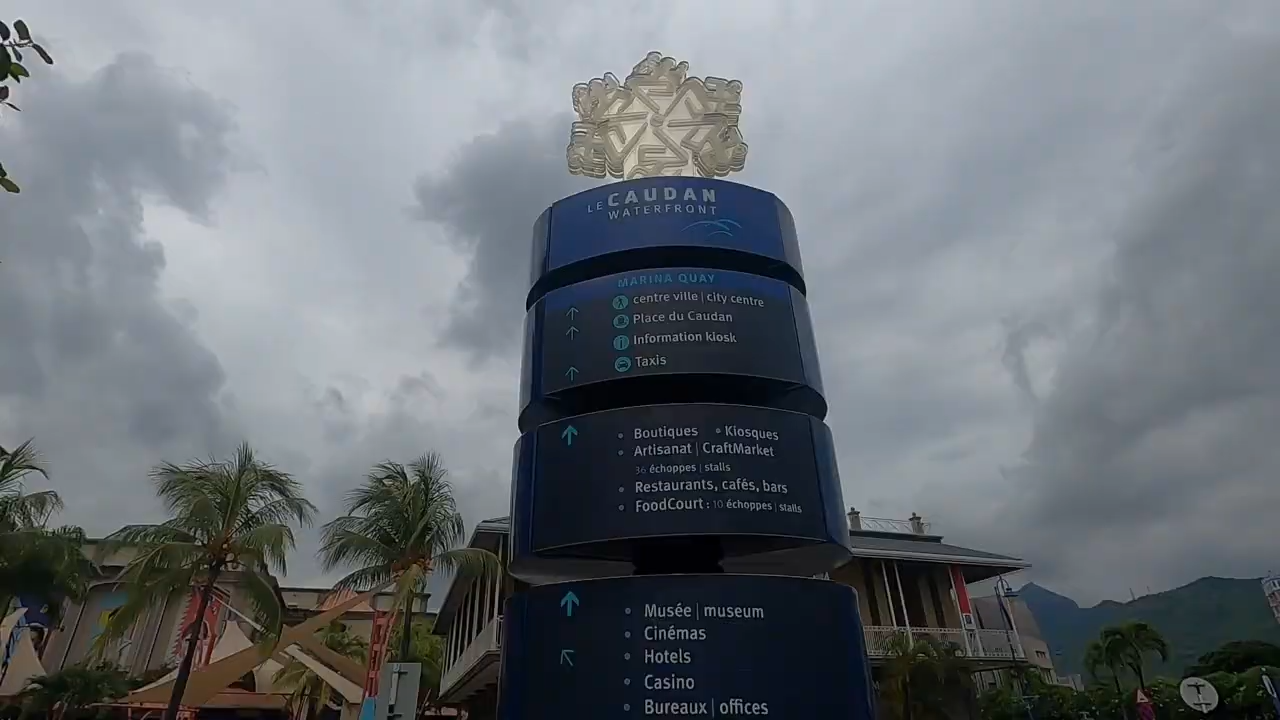 LE CAUDAN
WATERFRONT
MARINA QUAY
centre ville | city centre
Place du Caudan
Information kiosk
Taxis
• Boutiques • Kiosques
• Artisanat | CraftMarket
36 échoppes | stalls
• Restaurants, cafés, bars
• FoodCourt : 10 échoppes | stalls
• Musée | museum
• Cinémas
• Hotels
• Casino
• Bureaux | offices